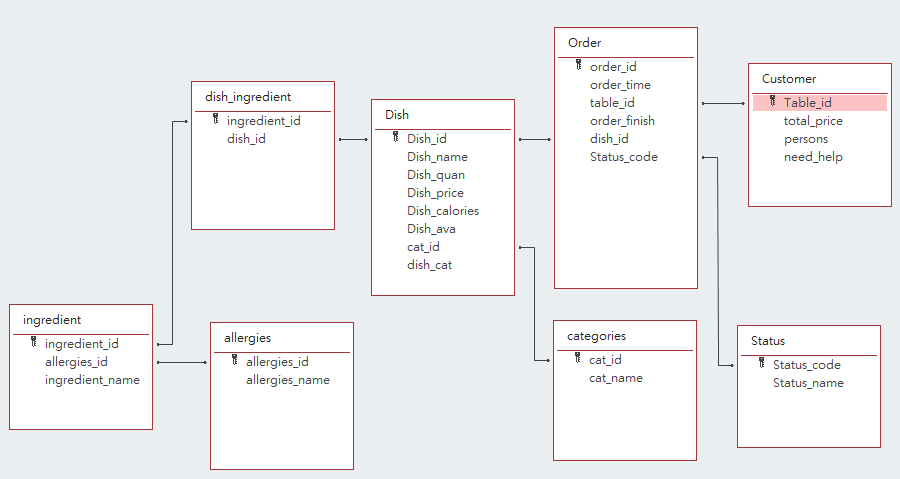 Order
order_id
order_time
table_id
order_finish
dish_id
Status_code
Customer
Table_id
total_price
persons
need_help
dish_ingredient
ingredient_id
dish_id
Dish
Dish_id
Dish_name
Dish_quan
Dish_price
Dish_calories
Dish_ava
cat_id
dish_cat
ingredient
ingredient_id
allergies_id
ingredient_name
allergies
allergies_id
allergies_name
categories
cat_id
cat_name
Status
Status_code
Status_name